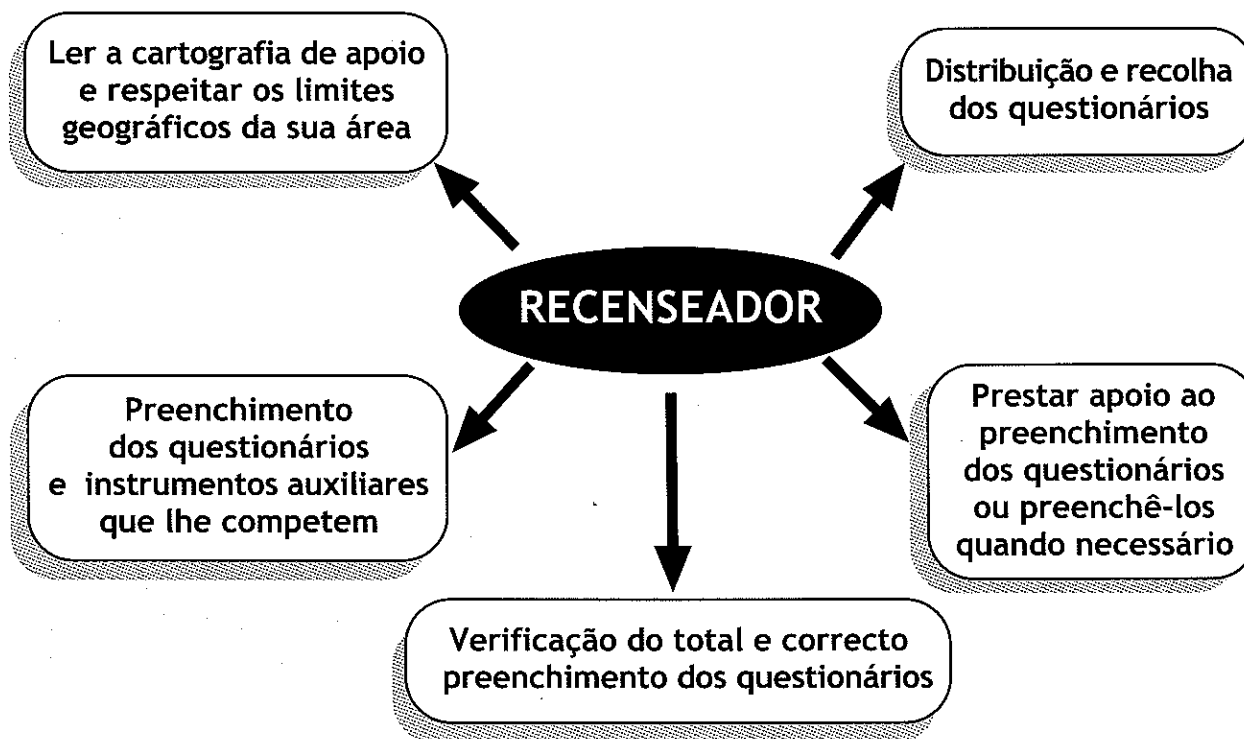 Ler a cartografia de apoio
e respeitar os limites
geográficos da sua área
Distribuição e recolha
dos questionários
RECENSEADOR
Preenchimento
dos questionários
e instrumentos auxiliares
que lhe competem
Prestar apoio ao
preenchimento
dos questionários
ou preenchê-los
quando necessário
Verificação do total e correcto
preenchimento dos questionários